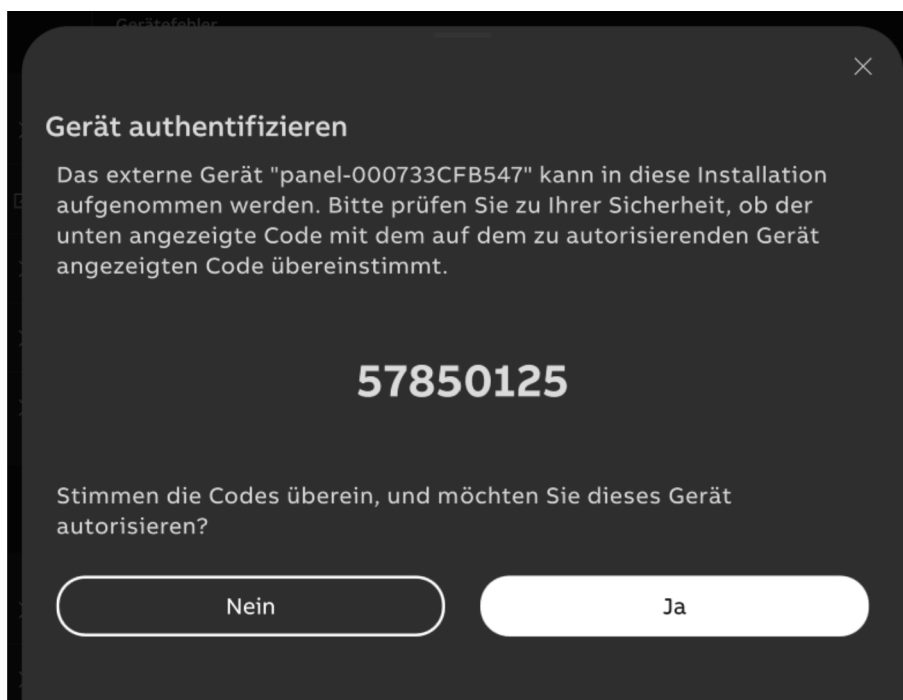 Gerätefehler
Gerät authentifizieren
Das externe Gerät "panel-000733CFB547" kann in diese Installation
aufgenommen werden. Bitte prüfen Sie zu Ihrer Sicherheit, ob der
unten angezeigte Code mit dem auf dem zu autorisierenden Gerät
angezeigten Code übereinstimmt.
57850125
Stimmen die Codes überein, und möchten Sie dieses Gerät
autorisieren?
Nein
Ja